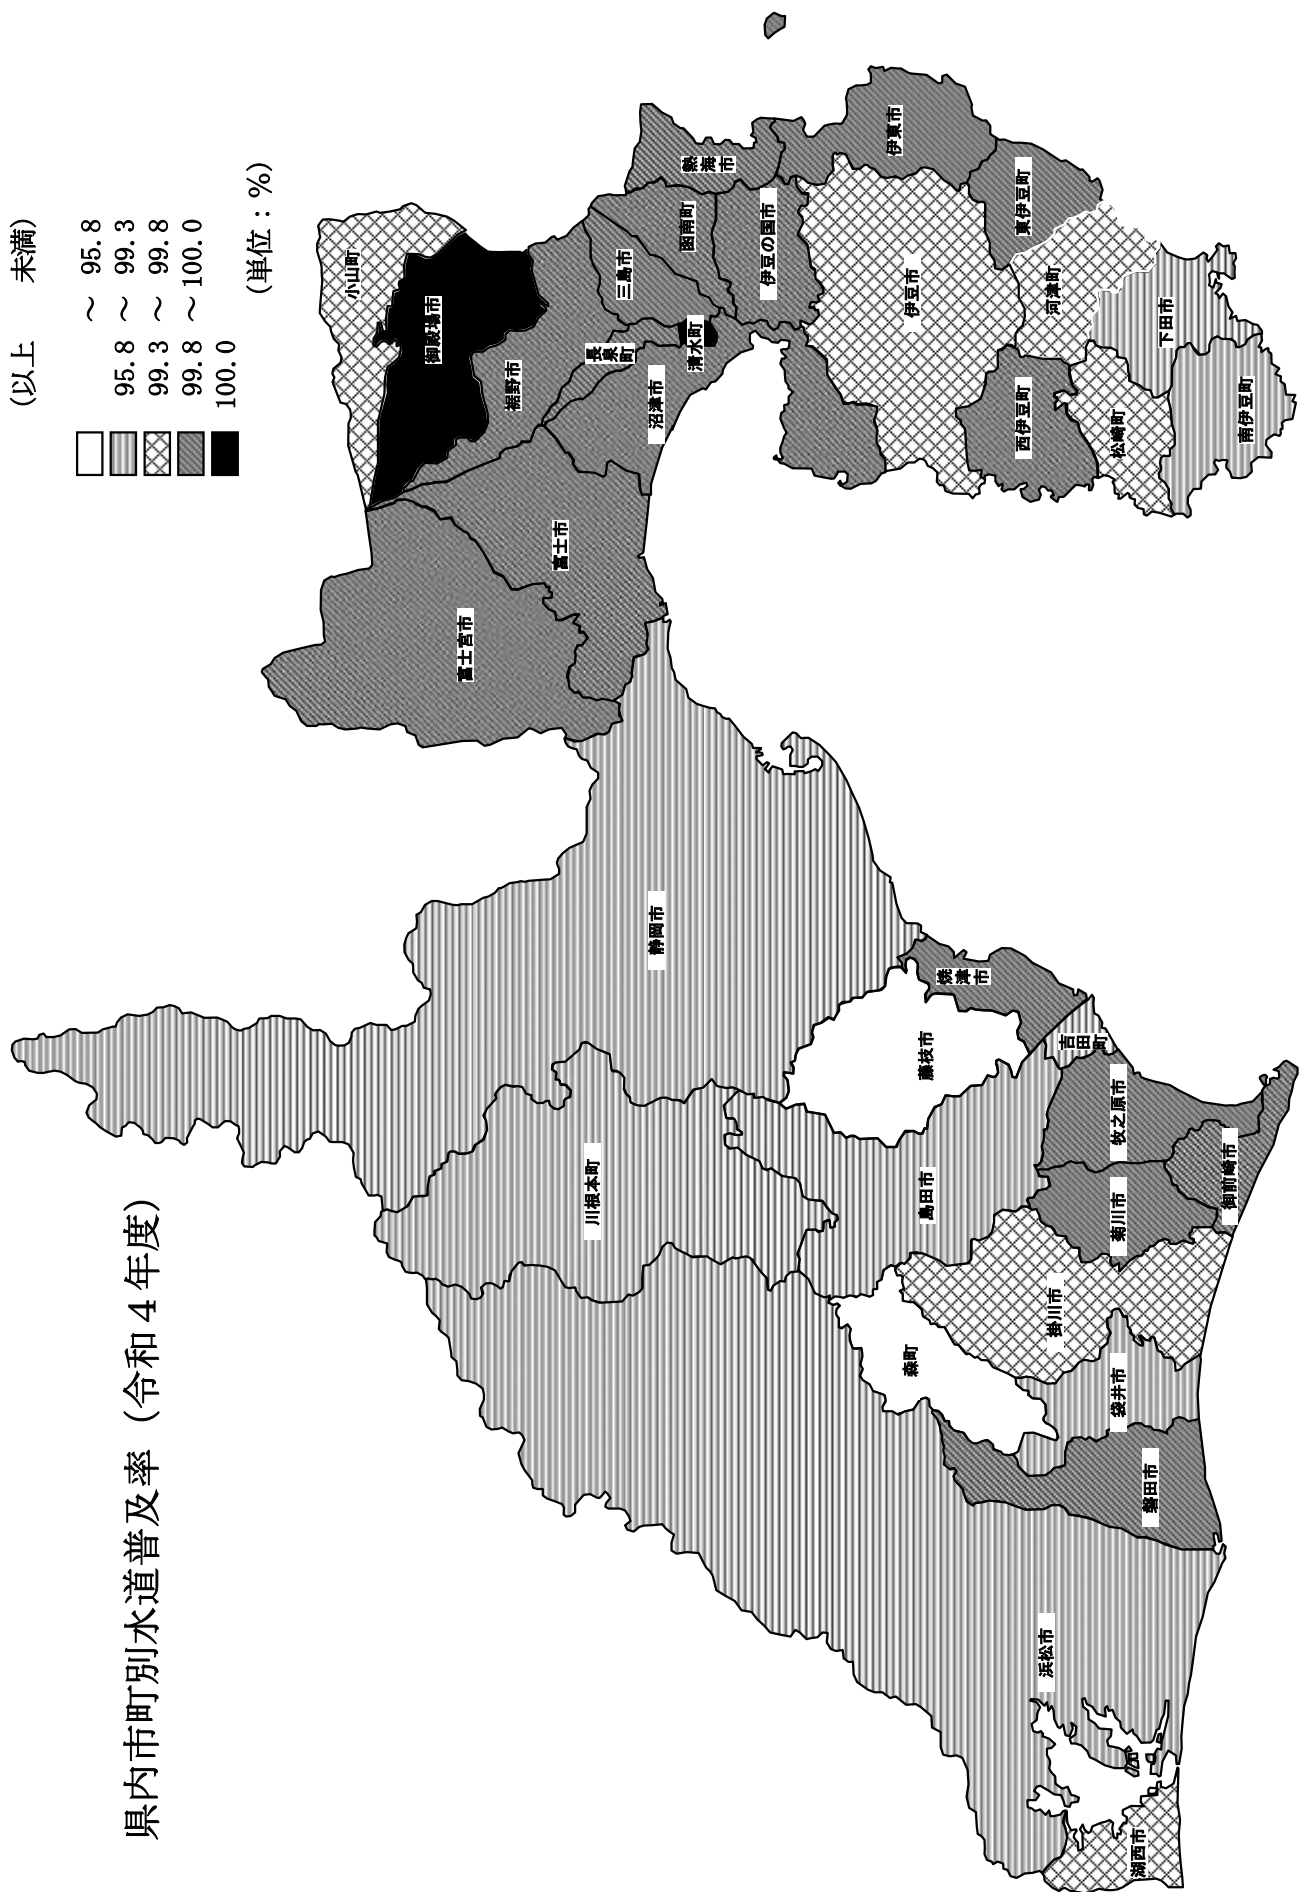 県内市町別水道普及率（令和４年度）
(以上　未満)
～ 95.8
95.8 ～ 99.3
99.3 ～ 99.8
99.8 ～100.0
100.0
(単位：%)
小山町
御殿場市
裾野市
長泉町
三島市
函南町
熱海市
清水町
沼津市
伊豆の国市
伊東市
伊豆市
東伊豆町
河津町
西伊豆町
松崎町
下田市
南伊豆町
富士市
富士宮市
静岡市
焼津市
藤枝市
吉田町
牧之原市
御前崎市
菊川市
島田市
川根本町
掛川市
森町
袋井市
磐田市
浜松市
湖西市